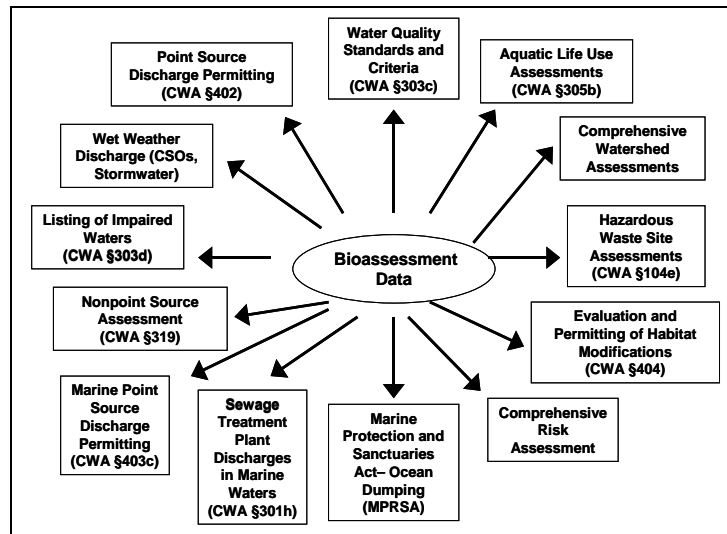 Water Quality
Standards and
Criteria
(CWA §303c)
Point Source
Discharge Permitting
(CWA §402)
Aquatic Life Use
Assessments
(CWA §305b)
Wet Weather
Discharge (CSOs,
Stormwater)
Comprehensive
Watershed
Assessments
Listing of Impaired
Waters
(CWA §303d)
Bioassessment
Data
Hazardous
Waste Site
Assessments
(CWA §104e)
Nonpoint Source
Assessment
(CWA §319)
Evaluation and
Permitting of Habitat
Modifications
(CWA §404)
Marine Point
Source
Discharge
Permitting
(CWA §403c)
Sewage
Treatment
Plant
Discharges
in Marine
Waters
(CWA §301h)
Marine
Protection and
Sanctuaries
Act– Ocean
Dumping
(MPRSA)
Comprehensive
Risk
Assessment